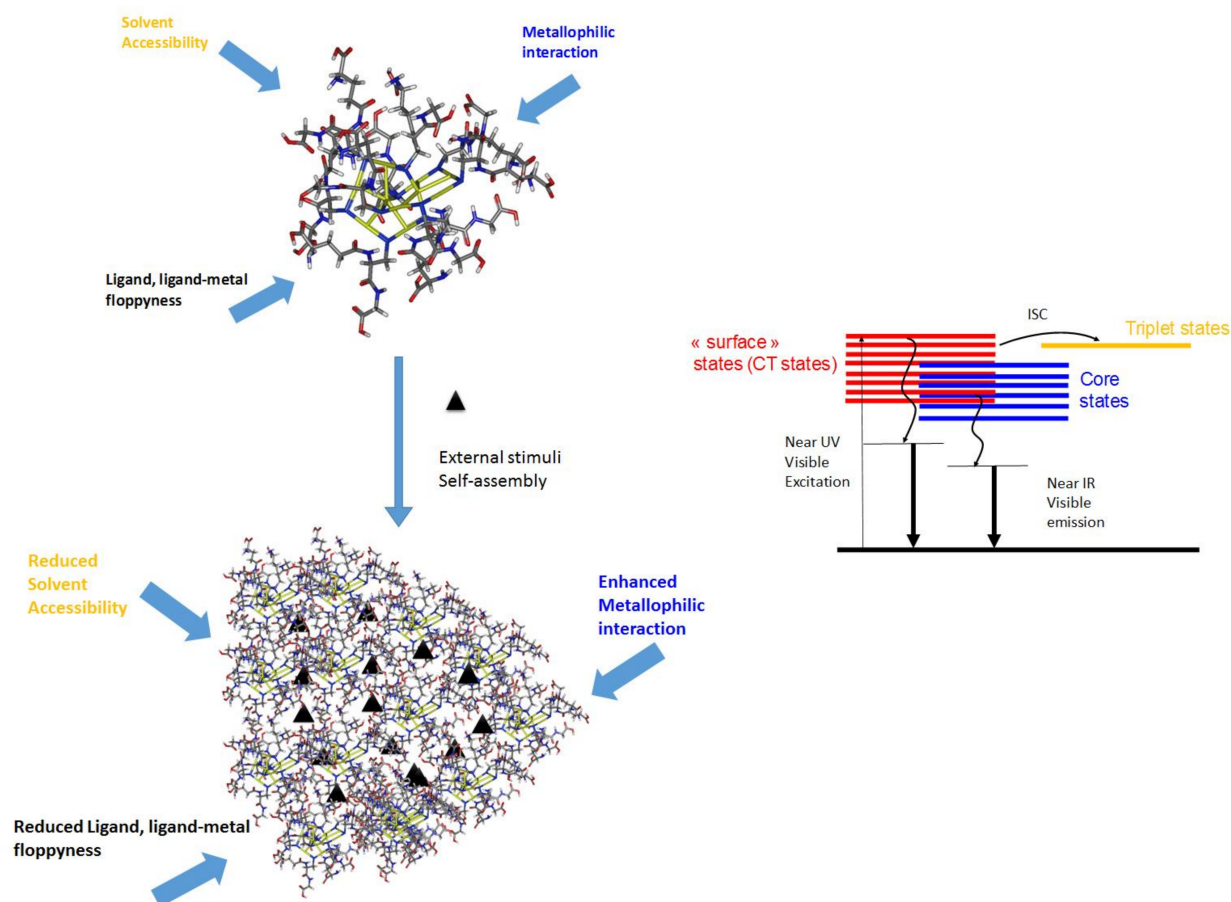 Solvent
Accessibility
Metallophilic
interaction
Ligand, ligand-metal
floppyness
External stimuli
Self-assembly
Reduced
Solvent
Accessibility
Enhanced
Metallophilic
interaction
Reduced Ligand, ligand-metal
floppyness
ISC
Triplet states
« surface »
states (CT states)
Core
states
Near UV
Visible
Excitation
Near IR
Visible
emission